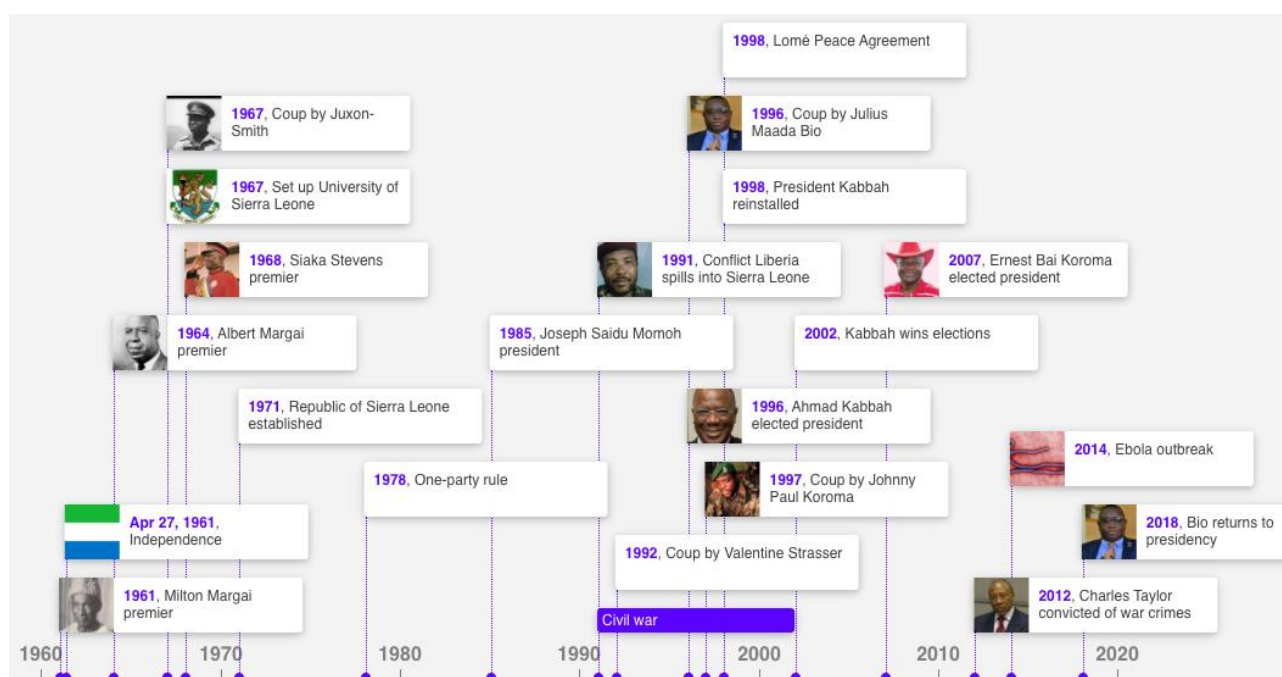 1998, Lomé Peace Agreement
1967, Coup by Juxon-
Smith
1996, Coup by Julius
Maada Bio
1967, Set up University of
Sierra Leone
1998, President Kabbah
reinstalled
1968, Siaka Stevens
premier
1991, Conflict Liberia
spills into Sierra Leone
2007, Ernest Bai Koroma
elected president
1964, Albert Margai
premier
1985, Joseph Saidu Momoh
president
2002, Kabbah wins elections
1971, Republic of Sierra Leone
established
1996, Ahmad Kabbah
elected president
2014, Ebola outbreak
1978, One-party rule
1997, Coup by Johnny
Paul Koroma
Apr 27, 1961,
Independence
2018, Bio returns to
presidency
1992, Coup by Valentine Strasser
1961, Milton Margai
premier
2012, Charles Taylor
convicted of war crimes
Civil war
1960 1970 1980 1990 2000 2010 2020